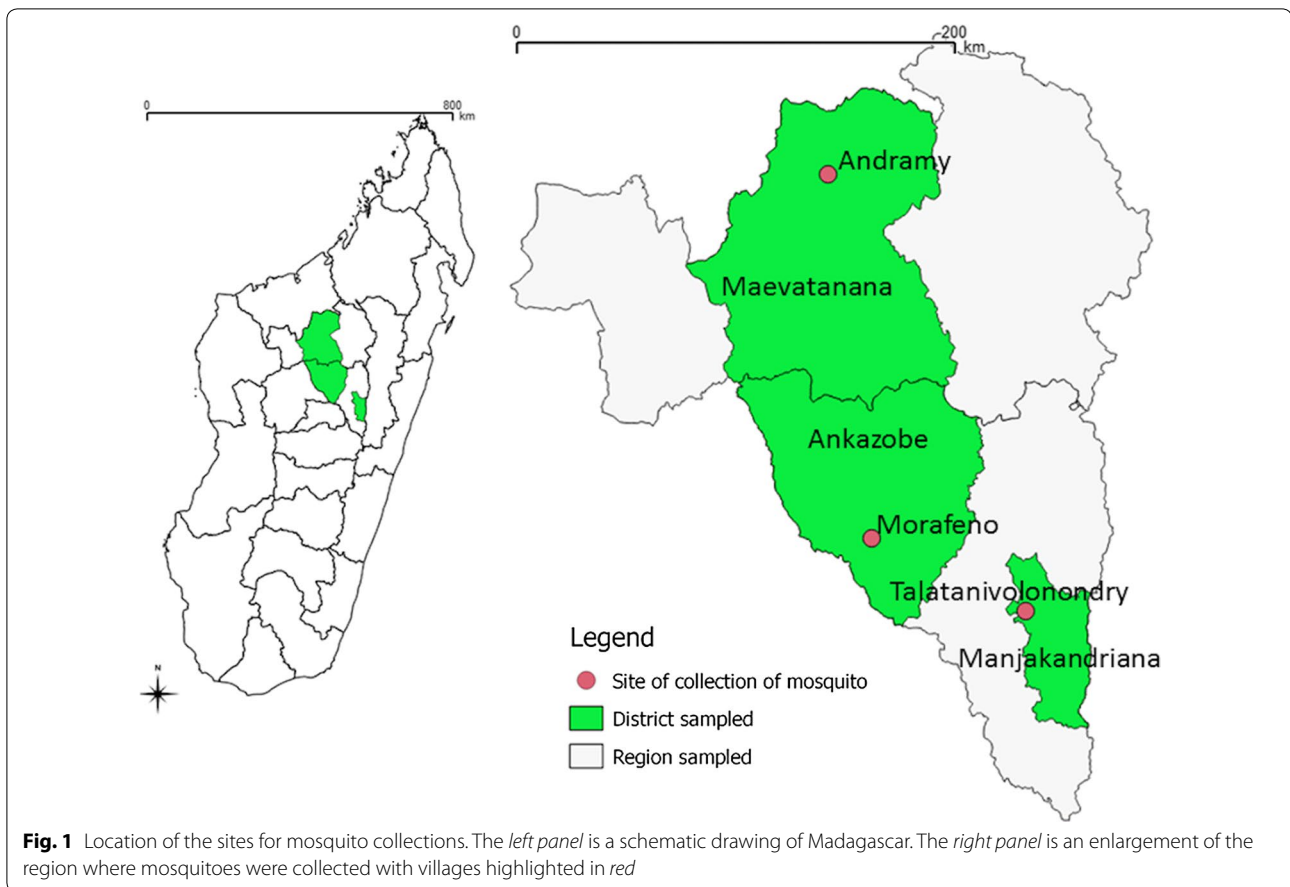 0
200
km
0
800
km
Andramy
Maevatanana
Ankazobe
Morafeno
Talatanivolonondry
Manjakandriana
N
Legend
Site of collection of mosquito
District sampled
Region sampled
Fig. 1 Location of the sites for mosquito collections. The left panel is a schematic drawing of Madagascar. The right panel is an enlargement of the
region where mosquitoes were collected with villages highlighted in red